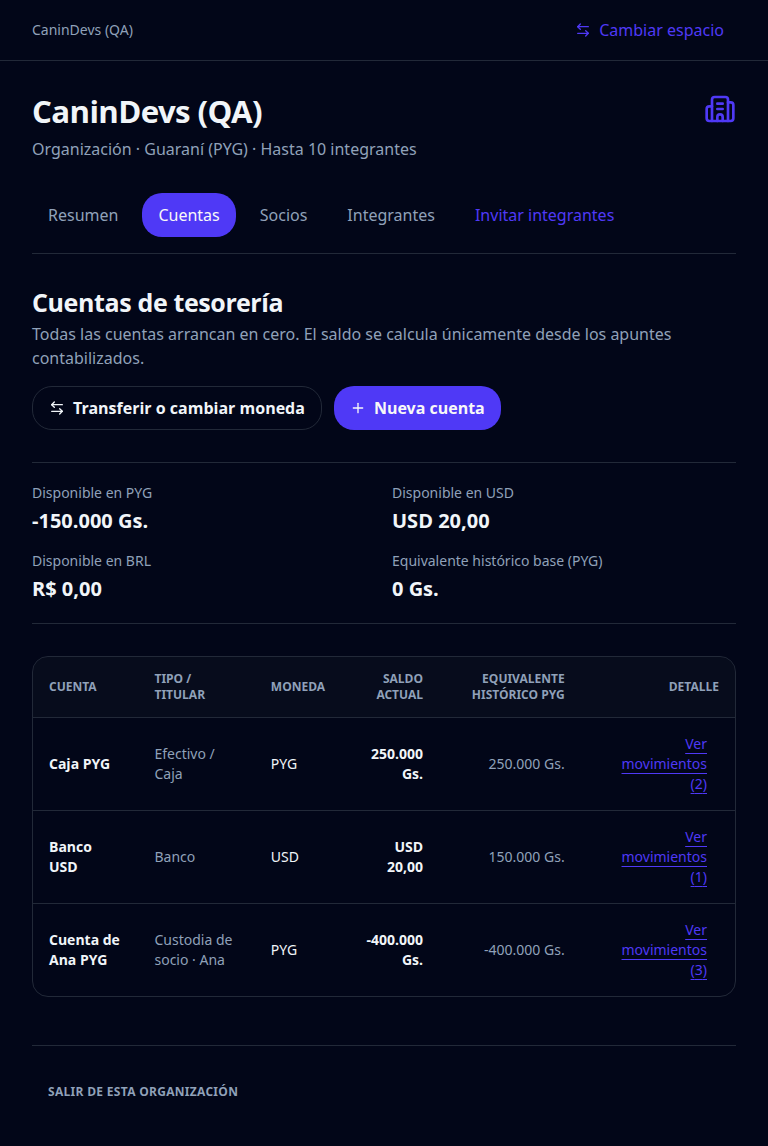 CaninDevs (QA)
Cambiar espacio
CaninDevs (QA)
Organización · Guaraní (PYG) · Hasta 10 integrantes
Resumen
Cuentas
Socios
Integrantes
Invitar integrantes
Cuentas de tesorería
Todas las cuentas arrancan en cero. El saldo se calcula únicamente desde los apuntes
contabilizados.
Transferir o cambiar moneda
Nueva cuenta
Disponible en PYG
-150.000 Gs.
Disponible en USD
USD 20,00
Disponible en BRL
R$ 0,00
Equivalente histórico base (PYG)
0 Gs.
CUENTA
TIPO /
TITULAR
MONEDA
SALDO
ACTUAL
EQUIVALENTE
HISTÓRICO PYG
DETALLE
Caja PYG
Efectivo /
Caja
PYG
250.000
Gs.
250.000 Gs.
Ver
movimientos
(2)
Banco
USD
Banco
USD
USD
20,00
150.000 Gs.
Ver
movimientos
(1)
Cuenta de
Ana PYG
Custodia de
socio · Ana
PYG
-400.000
Gs.
-400.000 Gs.
Ver
movimientos
(3)
SALIR DE ESTA ORGANIZACIÓN